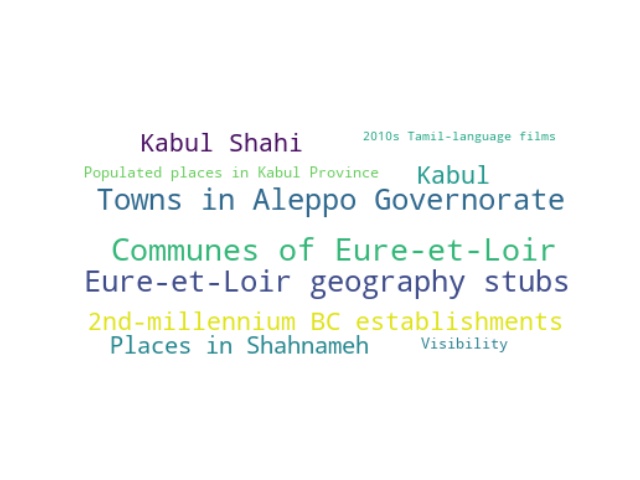 Kabul Shahi
2010s Tamil-language films
Populated places in Kabul Province
Kabul
Towns in Aleppo Governorate
Communes of Eure-et-Loir
Eure-et-Loir geography stubs
2nd-millennium BC establishments
Places in Shahnameh
Visibility